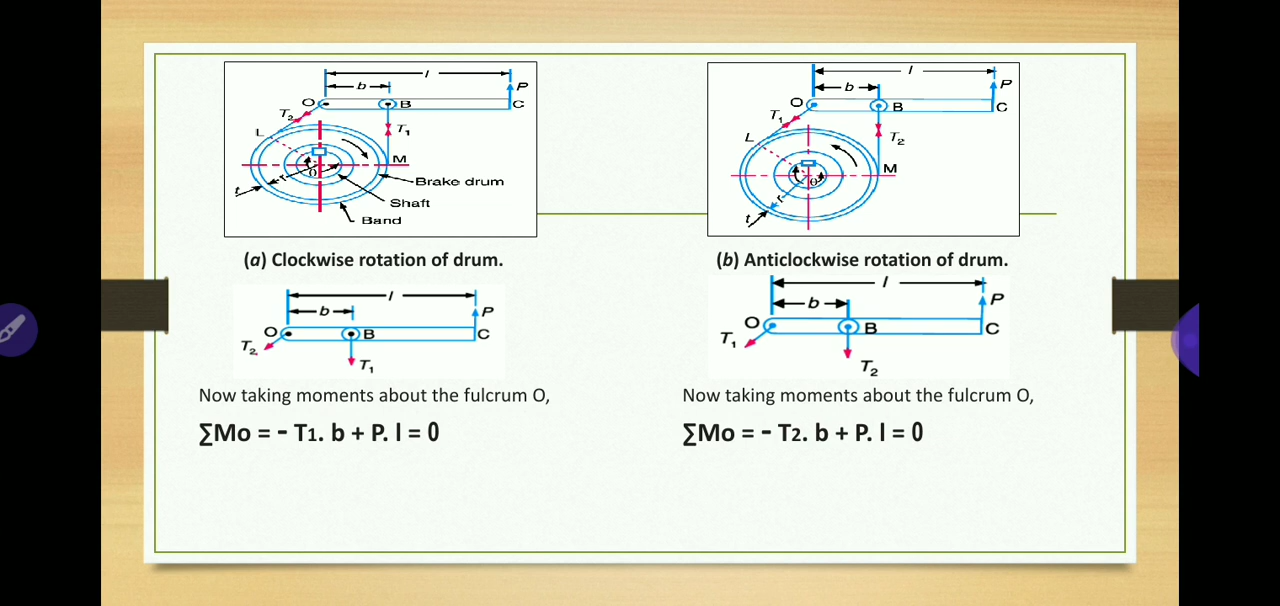 l
b
P
O
B
C
T2
T1
L
M
θ
r
t
Brake drum
Shaft
Band
(a) Clockwise rotation of drum.
l
b
P
O
B
C
T2
T1
Now taking moments about the fulcrum O,
∑Mo = - T1. b + P. l = 0
l
b
P
O
B
C
T1
T2
L
M
θ
r
t
(b) Anticlockwise rotation of drum.
l
b
P
O
B
C
T1
T2
Now taking moments about the fulcrum O,
∑Mo = - T2. b + P. l = 0